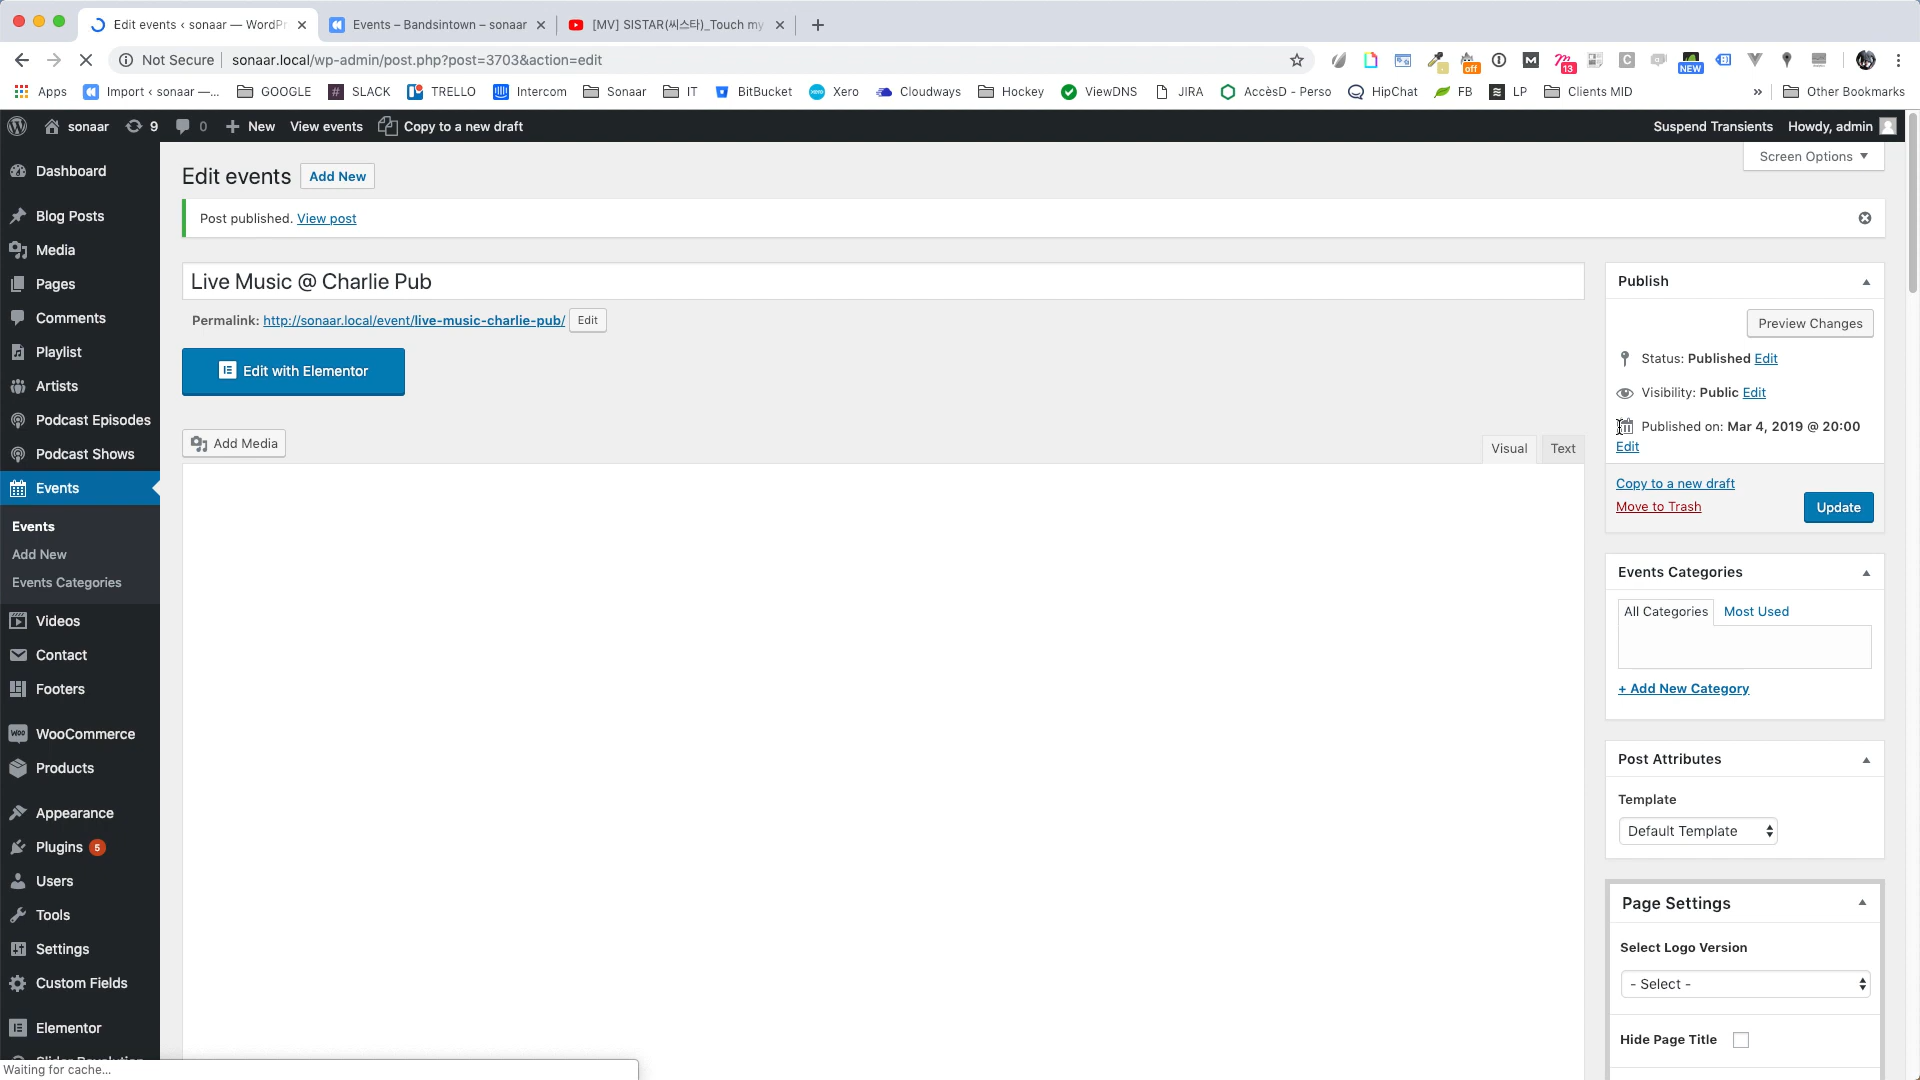 Edit events ‹ sonaar — WordPr
Events – Bandsintown – sonaar
[MV] SISTAR(씨스타)_Touch my
Not Secure
sonaar.local/wp-admin/post.php?post=3703&action=edit
off
13
NEW
Apps
Import ‹ sonaar —...
GOOGLE
SLACK
TRELLO
Intercom
Sonaar
IT
BitBucket
Xero
Cloudways
Hockey
ViewDNS
JIRA
AccèsD - Perso
HipChat
FB
LP
Clients MID
»
Other Bookmarks
sonaar
9
0
New
View events
Copy to a new draft
Suspend Transients
Howdy, admin
Dashboard
Blog Posts
Media
Pages
Comments
Playlist
Artists
Podcast Episodes
Podcast Shows
Events
Events
Add New
Events Categories
Videos
Contact
Footers
WooCommerce
Products
Appearance
Plugins 5
Users
Tools
Settings
Custom Fields
Elementor
Slider Revolution
Waiting for cache...
Screen Options
Edit events
Add New
Post published. View post
Live Music @ Charlie Pub
Permalink: http://sonaar.local/event/live-music-charlie-pub/ Edit
Edit with Elementor
Add Media
Visual
Text
Publish
Preview Changes
Status: Published Edit
Visibility: Public Edit
Published on: Mar 4, 2019 @ 20:00
Edit
Copy to a new draft
Move to Trash
Update
Events Categories
All Categories
Most Used
+ Add New Category
Post Attributes
Template
Default Template
Page Settings
Select Logo Version
- Select -
Hide Page Title